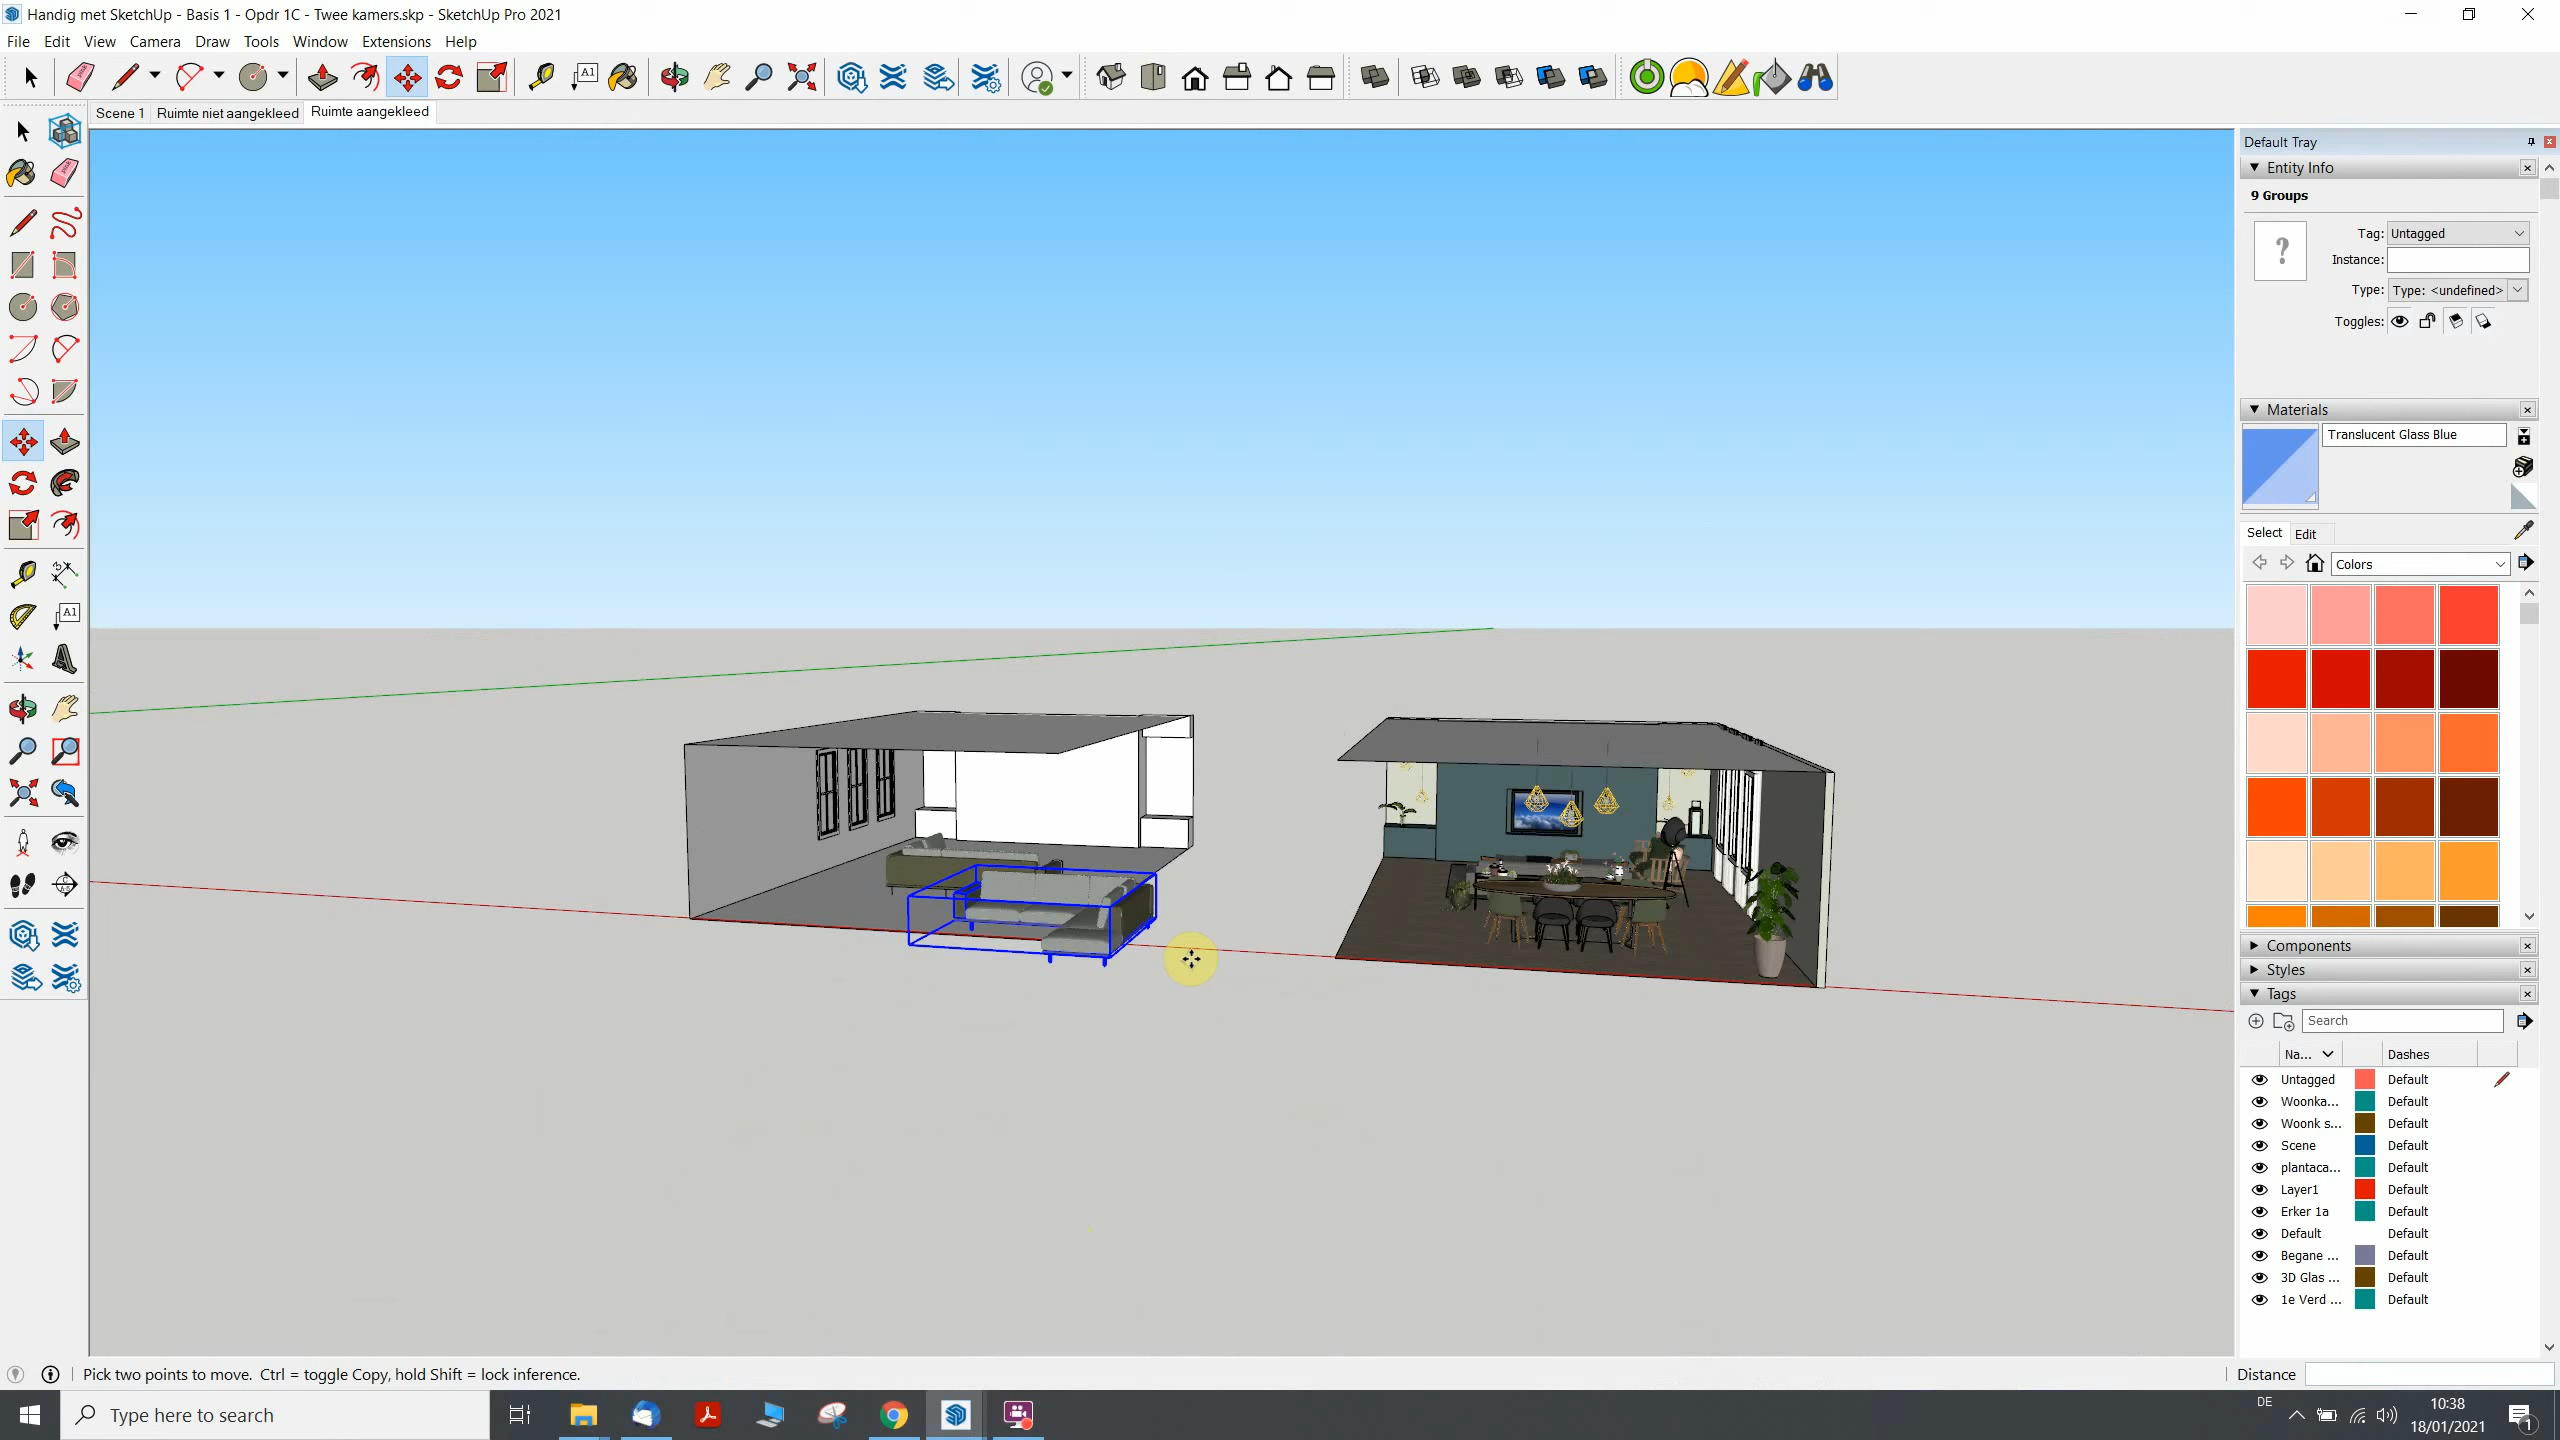 Handig met SketchUp - Basis 1 - Opdr 1C - Twee kamers.skp - SketchUp Pro 2021
File Edit View Camera Draw Tools Window Extensions Help
A1
Scene 1 Ruimte niet aangekleed Ruimte aangekleed
Default Tray
Entity Info
9 Groups
?
Tag: Untagged
Instance:
Type: Type: <undefined>
Toggles:
Materials
Translucent Glass Blue
Select Edit
Colors
A1
Components
Styles
Tags
Search
Na... Dashes
Untagged Default
Woonka... Default
Woonk s... Default
Scene Default
plantaca... Default
Layer1 Default
Erker 1a Default
Default Default
Begane ... Default
3D Glas ... Default
1e Verd ... Default
Pick two points to move. Ctrl = toggle Copy, hold Shift = lock inference.
Distance
Type here to search
DE
10:38
18/01/2021
1